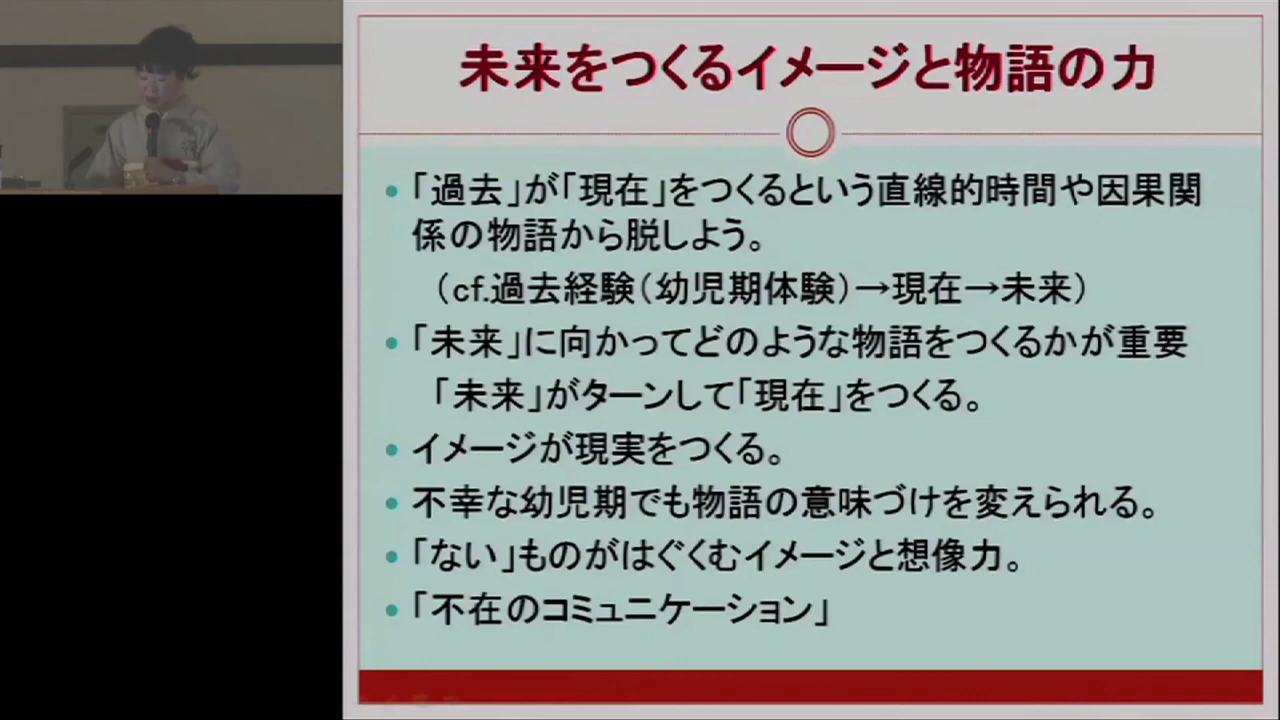 未来をつくるイメージと物語の力
「過去」が「現在」をつくるという直線的時間や因果関
係の物語から脱しよう。
（cf.過去経験（幼児期体験）→現在→未来）
「未来」に向かってどのような物語をつくるかが重要
「未来」がターンして「現在」をつくる。
イメージが現実をつくる。
不幸な幼児期でも物語の意味づけを変えられる。
「ない」ものがはぐくむイメージと想像力。
「不在のコミュニケーション」